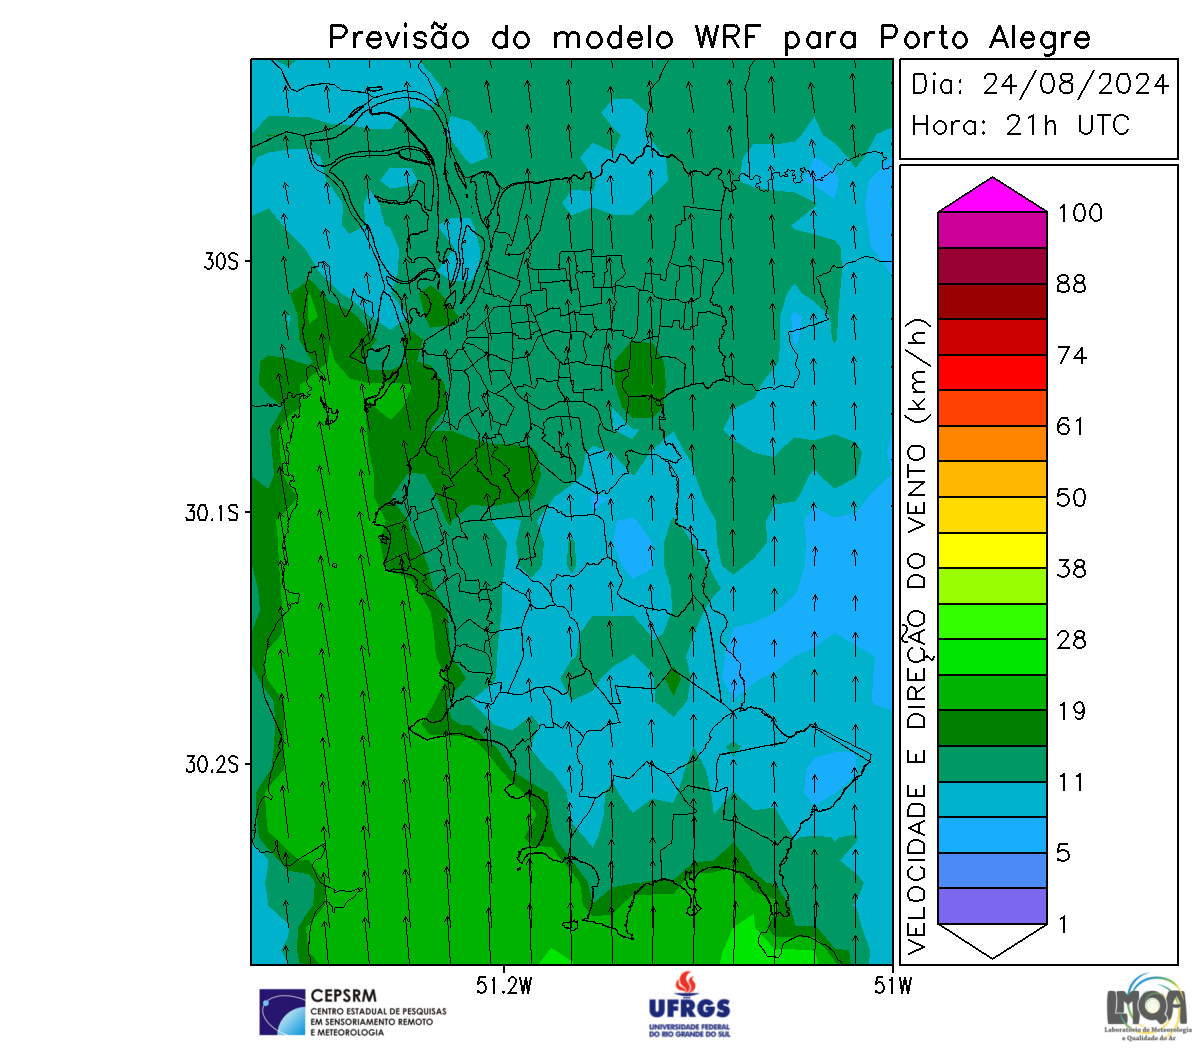 Previsão do modelo WRF para Porto Alegre
Dia: 24/08/2024
Hora: 21h UTC
30S
30.1S
30.2S
51.2W
51W
VELOCIDADE E DIREÇÃO DO VENTO (km/h)
100
88
74
61
50
38
28
19
11
5
1
CEPSRM
CENTRO ESTADUAL DE PESQUISAS
EM SENSORIAMENTO REMOTO
E METEOROLOGIA
UFRGS
UNIVERSIDADE FEDERAL
DO RIO GRANDE DO SUL
LMQA
Laboratório de Meteorologia
e Qualidade do Ar